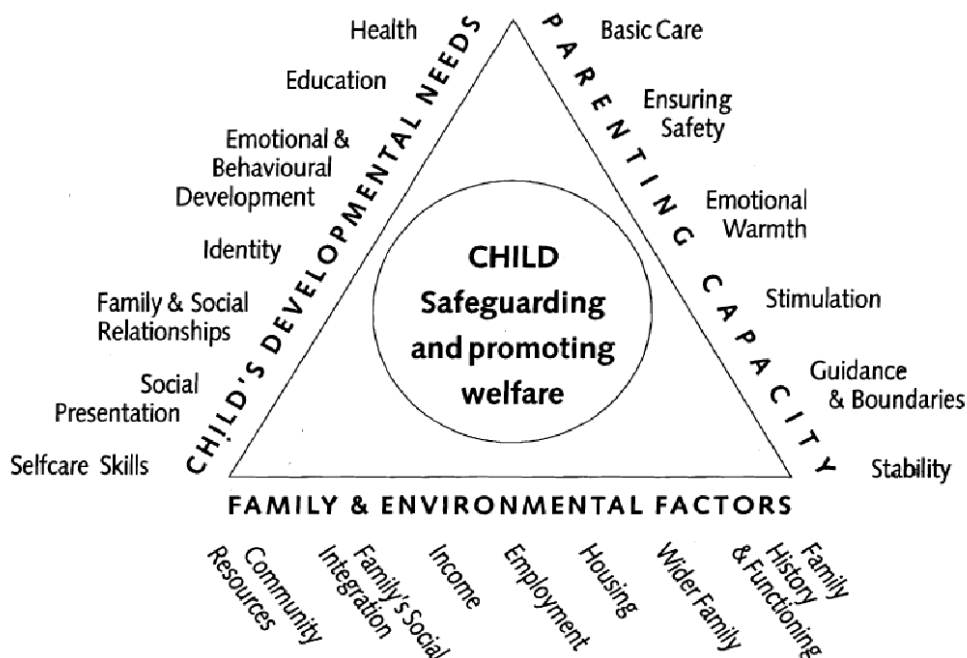 Health
Education
Emotional &
Behavioural
Development
Identity
Family & Social
Relationships
Social
Presentation
Selfcare Skills
CHILD'S DEVELOPMENTAL NEEDS
CHILD
Safeguarding
and promoting
welfare
PARENTING CAPACITY
Basic Care
Ensuring
Safety
Emotional
Warmth
Stimulation
Guidance
& Boundaries
Stability
FAMILY & ENVIRONMENTAL FACTORS
Community
Resources
Family's Social
Integration
Income
Employment
Housing
Wider Family
Family
History
& Functioning